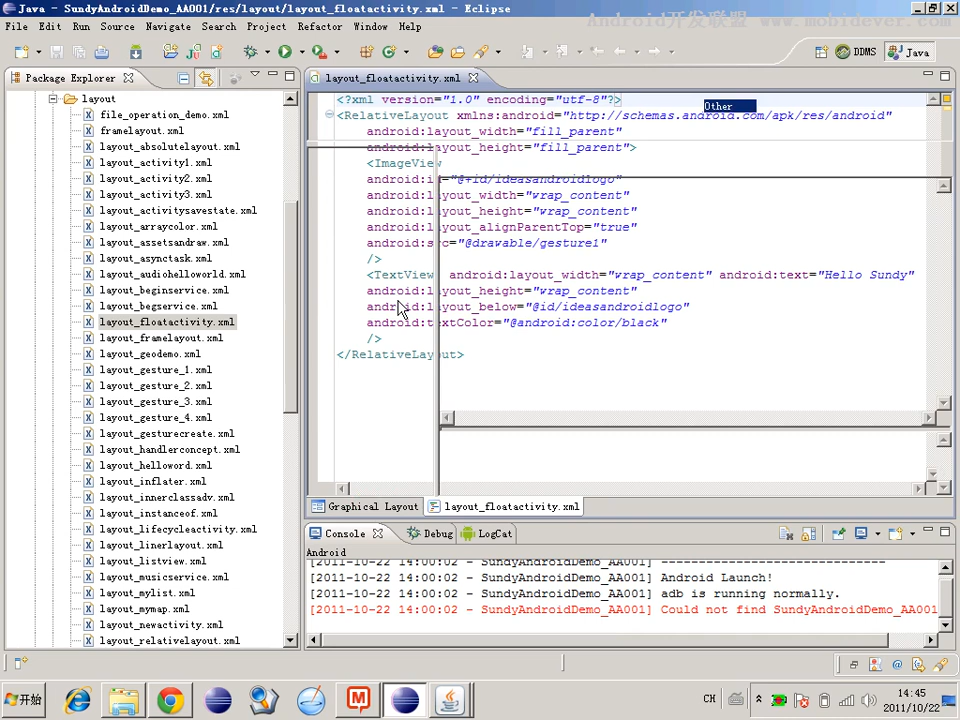 Java - SundyAndroidDemo_AA001/res/layout/layout_floatactivity.xml - Eclipse
Android开发联盟 www.mobidever.com
File Edit Run Source Navigate Search Project Refactor Window Help
DDMS Java
Package Explorer
layout_floatactivity.xml
layout
file_operation_demo.xml
framelayout.xml
layout_absolutelayout.xml
layout_activity1.xml
layout_activity2.xml
layout_activity3.xml
layout_activitysavestate.xml
layout_arraycolor.xml
layout_assetsandraw.xml
layout_asynctask.xml
layout_audiohelloworld.xml
layout_beginservice.xml
layout_begservice.xml
layout_floatactivity.xml
layout_framelayout.xml
layout_geodemo.xml
layout_gesture_1.xml
layout_gesture_2.xml
layout_gesture_3.xml
layout_gesture_4.xml
layout_gesturecreate.xml
layout_handlerconcept.xml
layout_helloword.xml
layout_inflater.xml
layout_innerclassadv.xml
layout_instanceof.xml
layout_lifecycleactivity.xml
layout_linerlayout.xml
layout_listview.xml
layout_musicservice.xml
layout_mylist.xml
layout_mymap.xml
layout_newactivity.xml
layout_relativelayout.xml
<?xml version="1.0" encoding="utf-8"?>
Other
<RelativeLayout xmlns:android="http://schemas.android.com/apk/res/android"
android:layout_width="fill_parent"
android:layout_height="fill_parent">
<ImageView
android:id="@+id/ideasandroidlogo"
android:layout_width="wrap_content"
android:layout_height="wrap_content"
android:layout_alignParentTop="true"
android:src="@drawable/gesture1"
/>
<TextView android:layout_width="wrap_content" android:text="Hello Sundy"
android:layout_height="wrap_content"
android:layout_below="@id/ideasandroidlogo"
android:textColor="@android:color/black"
/>
</RelativeLayout>
Graphical Layout layout_floatactivity.xml
Console Debug LogCat
Android
[2011-10-22 14:00:02 - SundyAndroidDemo_AA001] ------------------------------
[2011-10-22 14:00:02 - SundyAndroidDemo_AA001] Android Launch!
[2011-10-22 14:00:02 - SundyAndroidDemo_AA001] adb is running normally.
[2011-10-22 14:00:02 - SundyAndroidDemo_AA001] Could not find SundyAndroidDemo_AA001
开始
CH
14:45
2011/10/22